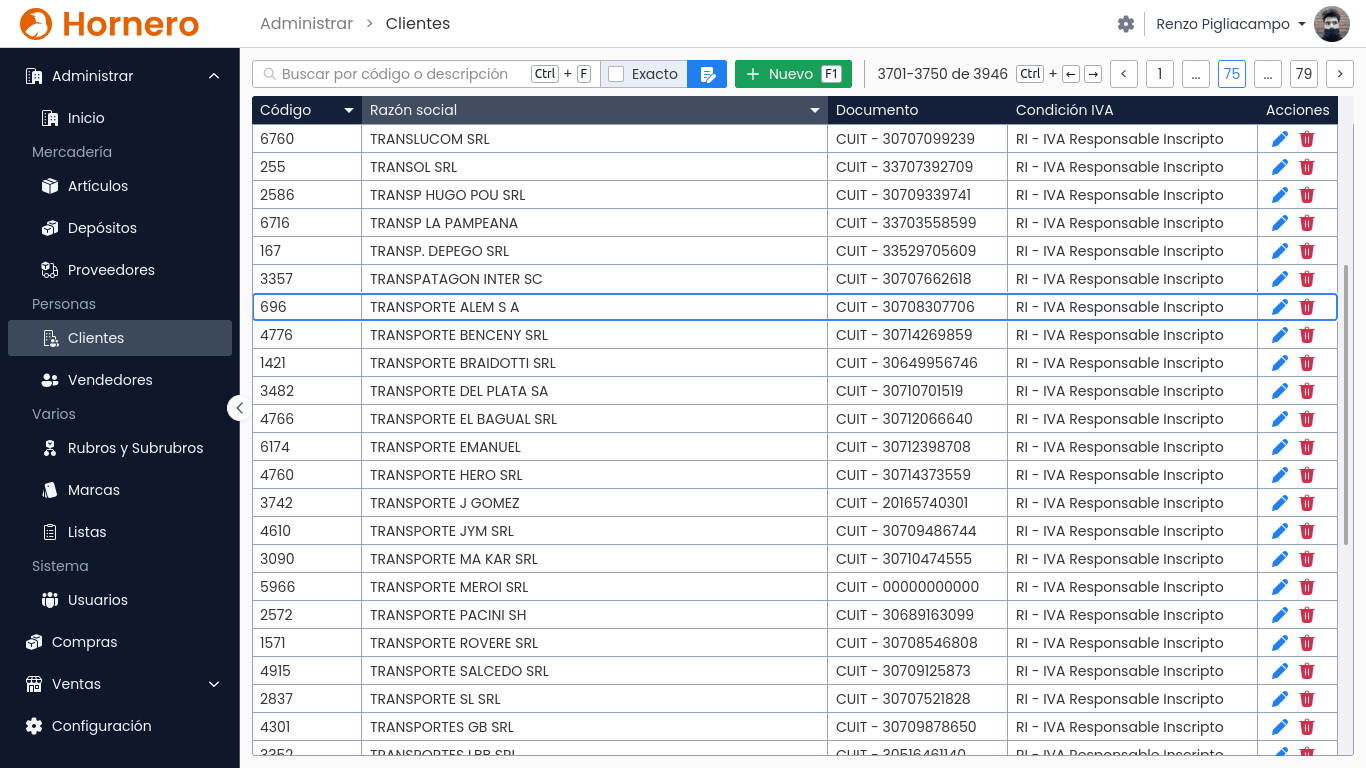 Hornero
Administrar > Clientes
Renzo Pigliacampo
Administrar
Inicio
Mercadería
Artículos
Depósitos
Proveedores
Personas
Clientes
Vendedores
Varios
Rubros y Subrubros
Marcas
Listas
Sistema
Usuarios
Compras
Ventas
Configuración
Buscar por código o descripción Ctrl + F Exacto + Nuevo F1 3701-3750 de 3946 Ctrl + ← → < 1 ... 75 ... 79 >
Código Razón social Documento Condición IVA Acciones
6760 TRANSLUCOM SRL CUIT - 30707099239 RI - IVA Responsable Inscripto
255 TRANSOL SRL CUIT - 33707392709 RI - IVA Responsable Inscripto
2586 TRANSP HUGO POU SRL CUIT - 30709339741 RI - IVA Responsable Inscripto
6716 TRANSP LA PAMPEANA CUIT - 33703558599 RI - IVA Responsable Inscripto
167 TRANSP. DEPEGO SRL CUIT - 33529705609 RI - IVA Responsable Inscripto
3357 TRANSPATAGON INTER SC CUIT - 30707662618 RI - IVA Responsable Inscripto
696 TRANSPORTE ALEM S A CUIT - 30708307706 RI - IVA Responsable Inscripto
4776 TRANSPORTE BENCENY SRL CUIT - 30714269859 RI - IVA Responsable Inscripto
1421 TRANSPORTE BRAIDOTTI SRL CUIT - 30649956746 RI - IVA Responsable Inscripto
3482 TRANSPORTE DEL PLATA SA CUIT - 30710701519 RI - IVA Responsable Inscripto
4766 TRANSPORTE EL BAGUAL SRL CUIT - 30712066640 RI - IVA Responsable Inscripto
6174 TRANSPORTE EMANUEL CUIT - 30712398708 RI - IVA Responsable Inscripto
4760 TRANSPORTE HERO SRL CUIT - 30714373559 RI - IVA Responsable Inscripto
3742 TRANSPORTE J GOMEZ CUIT - 20165740301 RI - IVA Responsable Inscripto
4610 TRANSPORTE JYM SRL CUIT - 30709486744 RI - IVA Responsable Inscripto
3090 TRANSPORTE MA KAR SRL CUIT - 30710474555 RI - IVA Responsable Inscripto
5966 TRANSPORTE MEROI SRL CUIT - 00000000000 RI - IVA Responsable Inscripto
2572 TRANSPORTE PACINI SH CUIT - 30689163099 RI - IVA Responsable Inscripto
1571 TRANSPORTE ROVERE SRL CUIT - 30708546808 RI - IVA Responsable Inscripto
4915 TRANSPORTE SALCEDO SRL CUIT - 30709125873 RI - IVA Responsable Inscripto
2837 TRANSPORTE SL SRL CUIT - 30707521828 RI - IVA Responsable Inscripto
4301 TRANSPORTES GB SRL CUIT - 30709878650 RI - IVA Responsable Inscripto
3352 TRANSPORTES CUIT - RI - IVA Responsable Inscripto